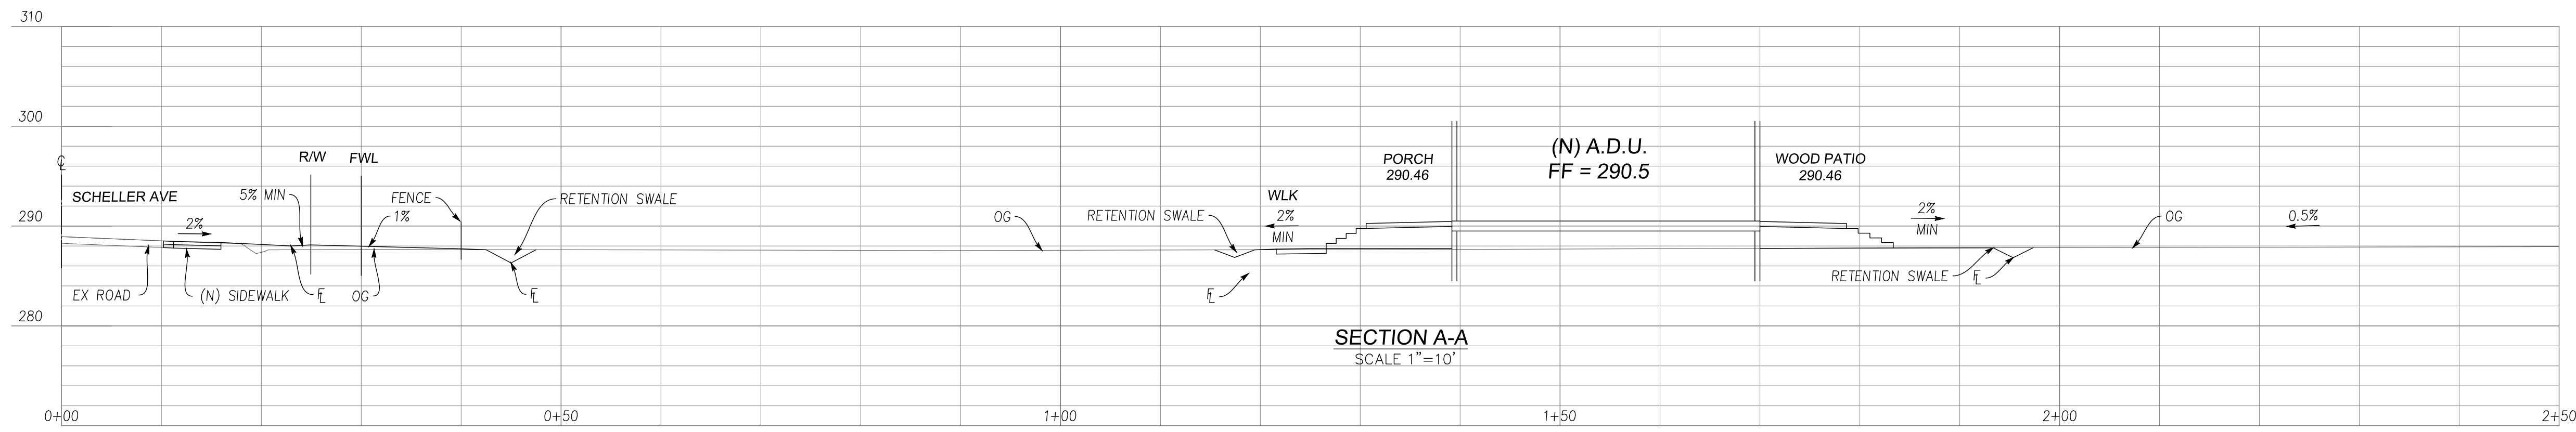 310
300
290
280
℄
SCHELLER AVE
2%
5% MIN
R/W
FWL
1%
FENCE
RETENTION SWALE
EX ROAD
(N) SIDEWALK
FL
OG
FL
OG
RETENTION SWALE
FL
WLK
2%
MIN
PORCH
290.46
(N) A.D.U.
FF = 290.5
WOOD PATIO
290.46
2%
MIN
RETENTION SWALE
FL
OG
0.5%
SECTION A-A
SCALE 1"=10'
0+00
0+50
1+00
1+50
2+00
2+50